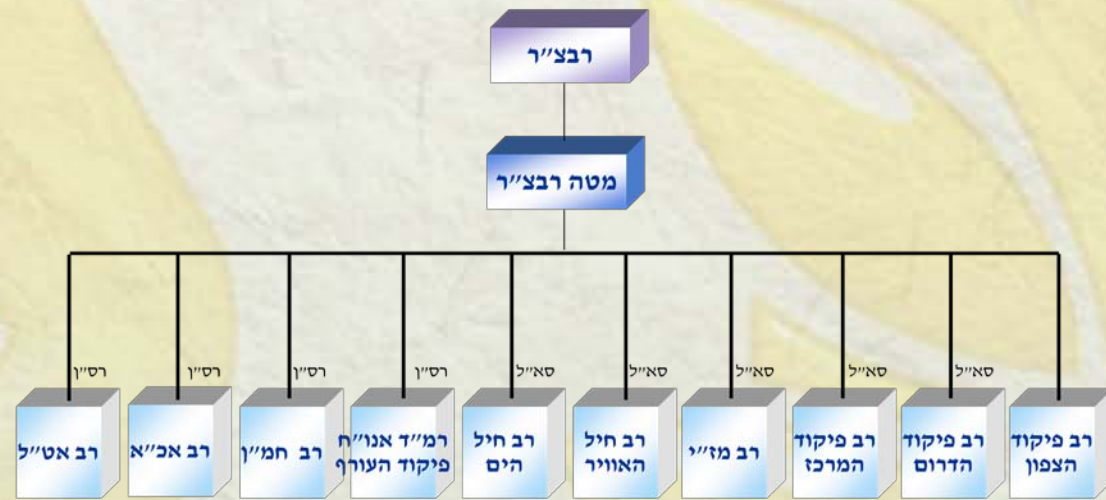 רבצ״ר
מטה רבצ״ר
סא״ל
סא״ל
סא״ל
סא״ל
סא״ל
רס״ן
רס״ן
רס״ן
רס״ן
רב פיקוד
הצפון
רב פיקוד
הדרום
רב פיקוד
המרכז
רב מז״י
רב חיל
האוויר
רב חיל
הים
רמ״ד אנו״ח
פיקוד העורף
רב חמ״ן
רב אכ״א
רב אט״ל